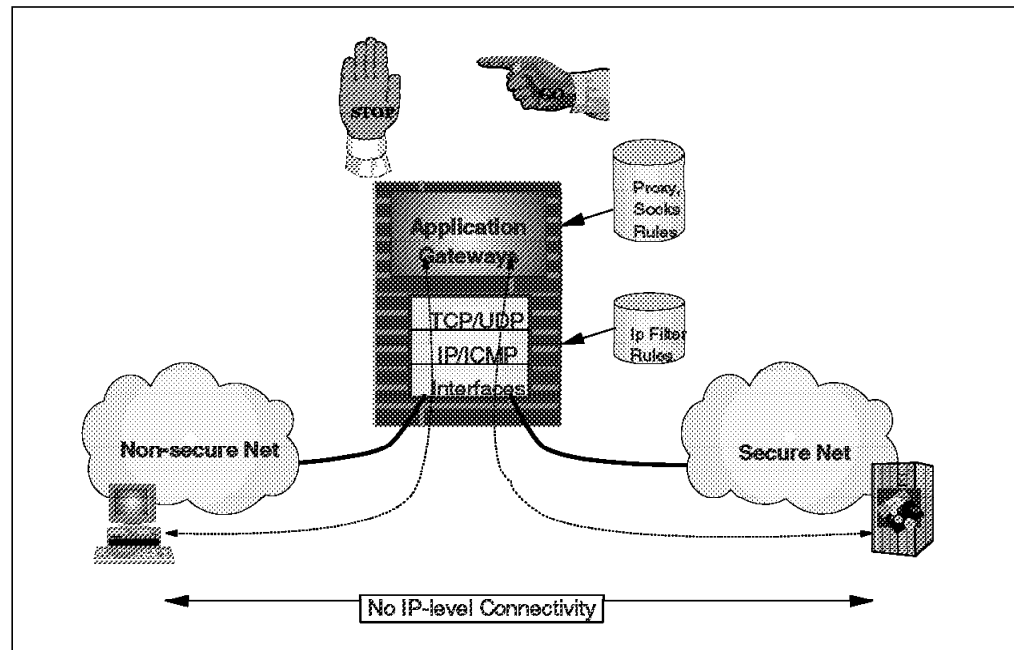 STOP
GO
Proxy,
Socks
Rules
Application
Gateways
TCP/UDP
IP/ICMP
Interfaces
Ip Filter
Rules
Non-secure Net
Secure Net
No IP-level Connectivity